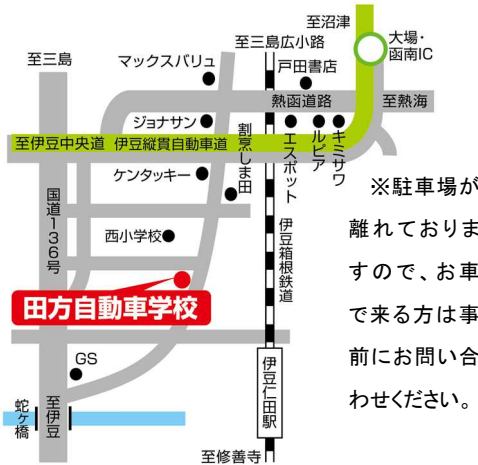 至沼津
大場・
函南IC
至三島広小路
至三島
マックスバリュ
戸田書店
熱函道路
至熱海
ジョナサン
割烹しま田
エスポット
ルピア
キミサワ
至伊豆中央道
伊豆縦貫自動車道
ケンタッキー
国道136号
西小学校
伊豆箱根鉄道
田方自動車学校
GS
伊豆仁田駅
蛇ヶ橋
至伊豆
至修善寺
※駐車場が
離れておりま
すので、お車
で来る方は事
前にお問い合
わせください。